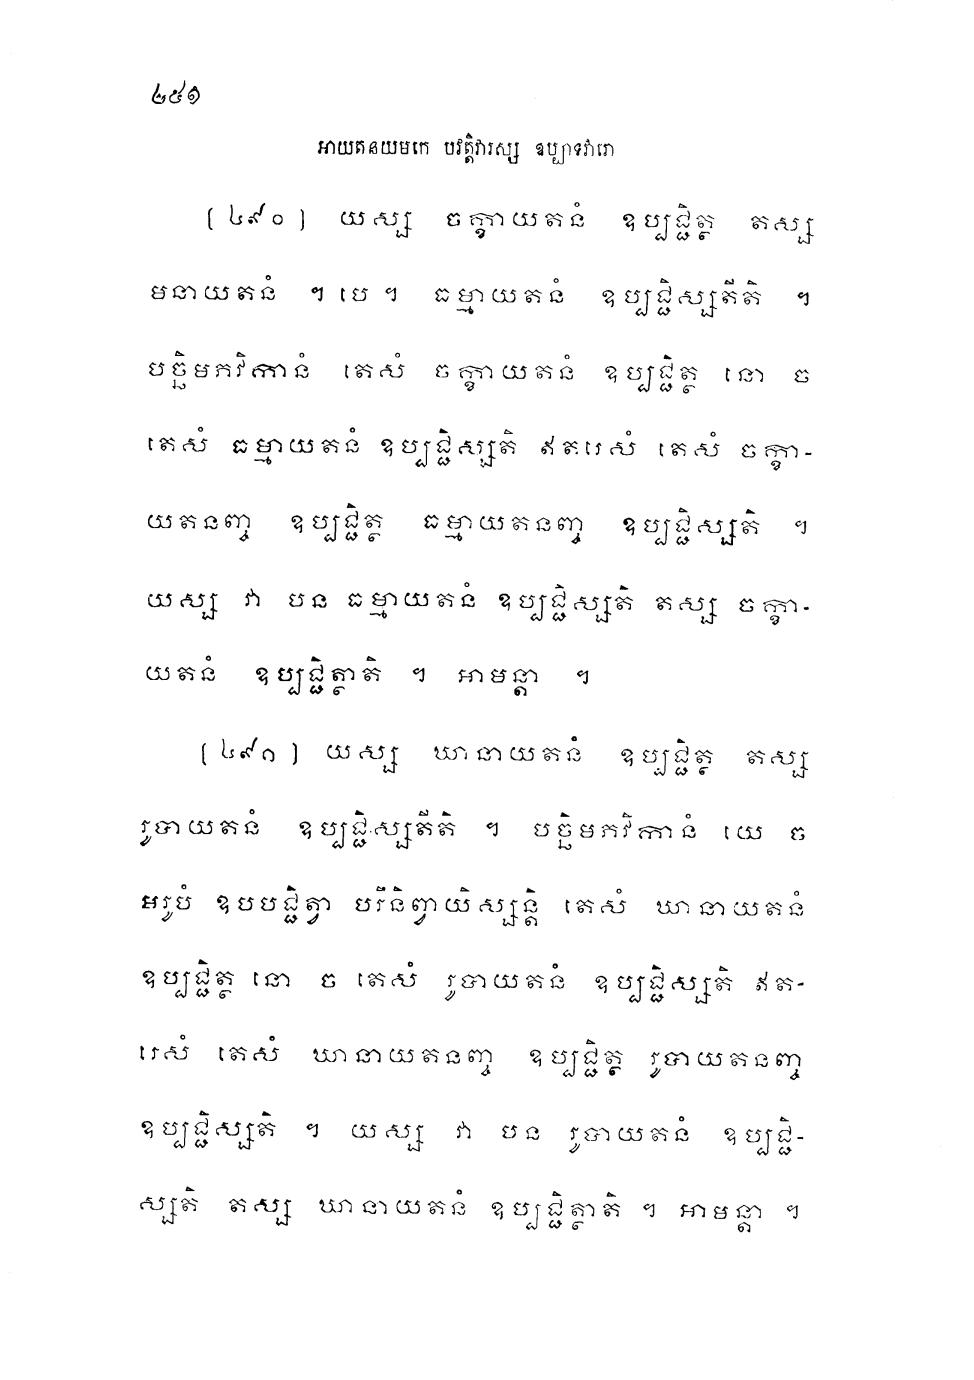 ២៥១
អាយតនយមកេ បវត្តិវារស្ស ឧប្បាទវារោ
(៤៩០) យស្ស ចក្ខាយតនំ ឧប្បជ្ជិត្ថ តស្ស
មនាយតនំ ។ បេ ។ ធម្មាយតនំ ឧប្បជ្ជិស្សតីតិ ។
បច្ឆិមភវិកានំ តេសំ ចក្ខាយតនំ ឧប្បជ្ជិត្ថ នោ ច
តេសំ ធម្មាយតនំ ឧប្បជ្ជិស្សតិ ឥតរេសំ តេសំ ចក្ខា-
យតនញ្ច ឧប្បជ្ជិត្ថ ធម្មាយតនញ្ច ឧប្បជ្ជិស្សតិ ។
យស្ស វា បន ធម្មាយតនំ ឧប្បជ្ជិស្សតិ តស្ស ចក្ខា-
យតនំ ឧប្បជ្ជិត្ថាតិ ។ អាមន្តា ។
(៤៩១) យស្ស ឃានាយតនំ ឧប្បជ្ជិត្ថ តស្ស
រូបាយតនំ ឧប្បជ្ជិស្សតីតិ ។ បច្ឆិមភវិកានំ យេ ច
អរូបំ ឧបបជ្ជិត្វា បរិនិព្វាយិស្សន្តិ តេសំ ឃានាយតនំ
ឧប្បជ្ជិត្ថ នោ ច តេសំ រូបាយតនំ ឧប្បជ្ជិស្សតិ ឥត-
រេសំ តេសំ ឃានាយតនញ្ច ឧប្បជ្ជិត្ថ រូបាយតនញ្ច
ឧប្បជ្ជិស្សតិ ។ យស្ស វា បន រូបាយតនំ ឧប្បជ្ជិ-
ស្សតិ តស្ស ឃានាយតនំ ឧប្បជ្ជិត្ថាតិ ។ អាមន្តា ។